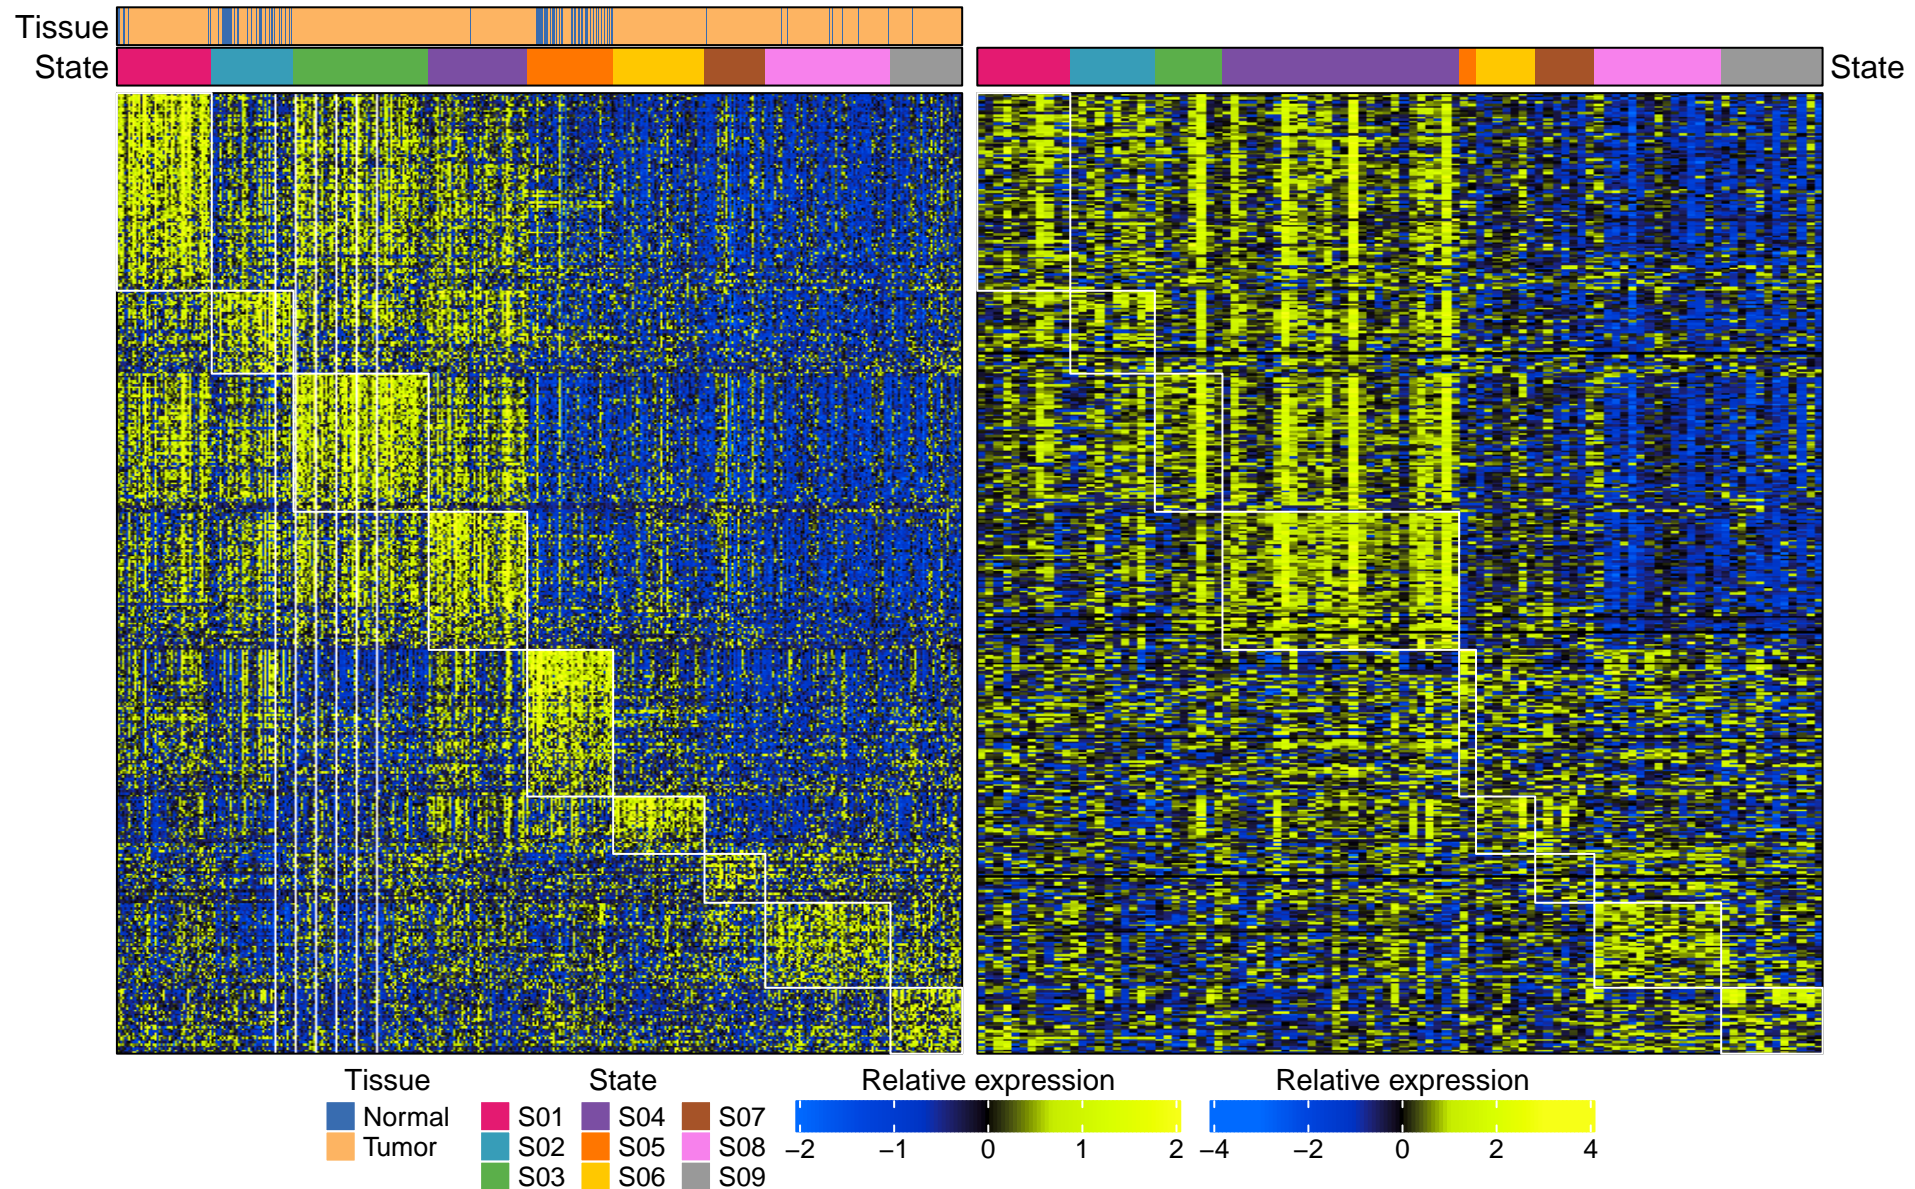 Tissue
State
State
Tissue
Normal
Tumor
State
S01
S02
S03
S04
S05
S06
S07
S08
S09
Relative expression
−2 −1 0 1 2
Relative expression
−4 −2 0 2 4